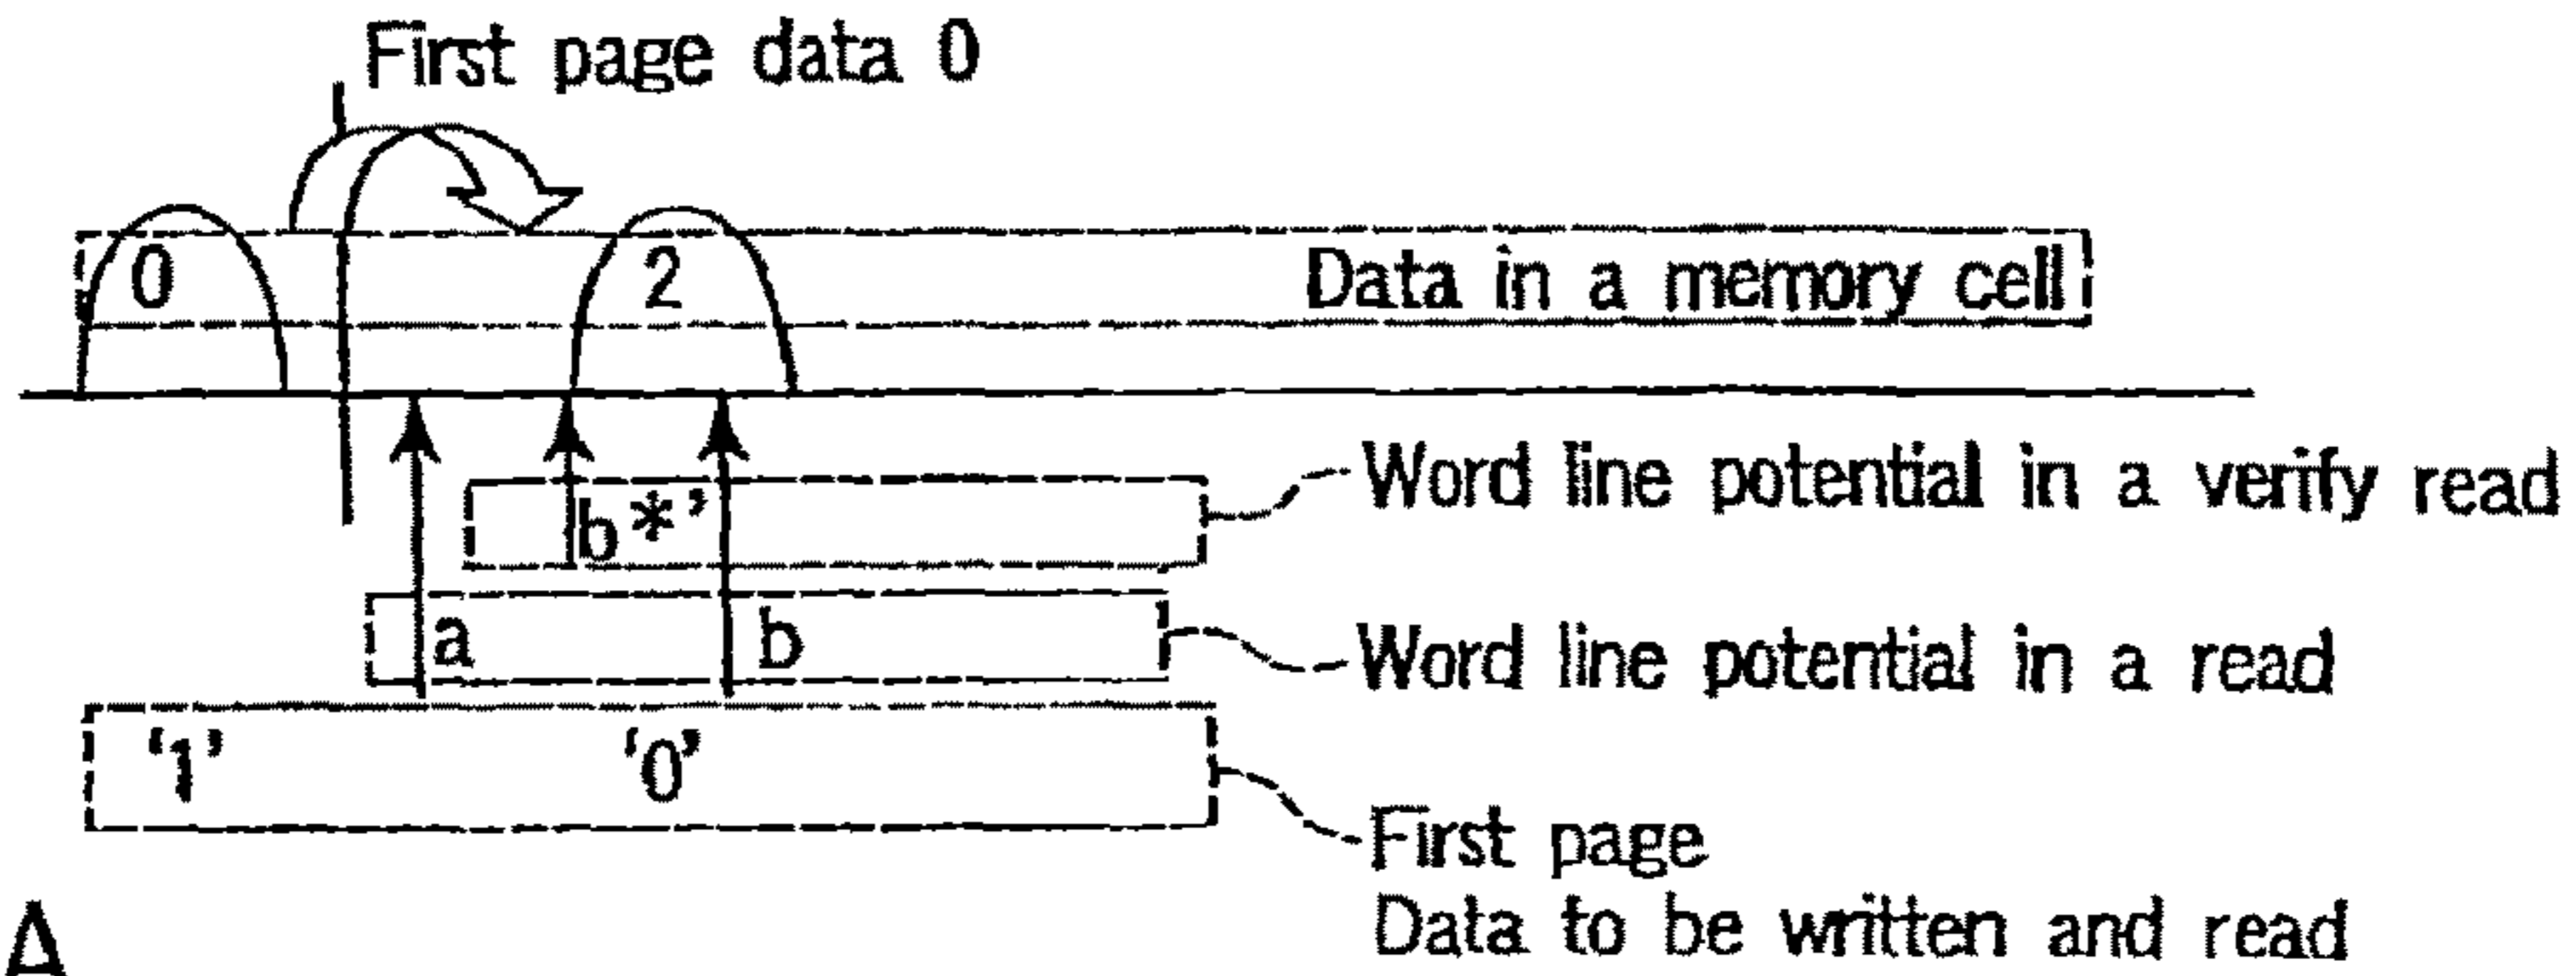 First page data 0
0 2 Data in a memory cell
b*’ Word line potential in a verify read
a b Word line potential in a read
‘1’ ‘0’
First page
Data to be written and read
A